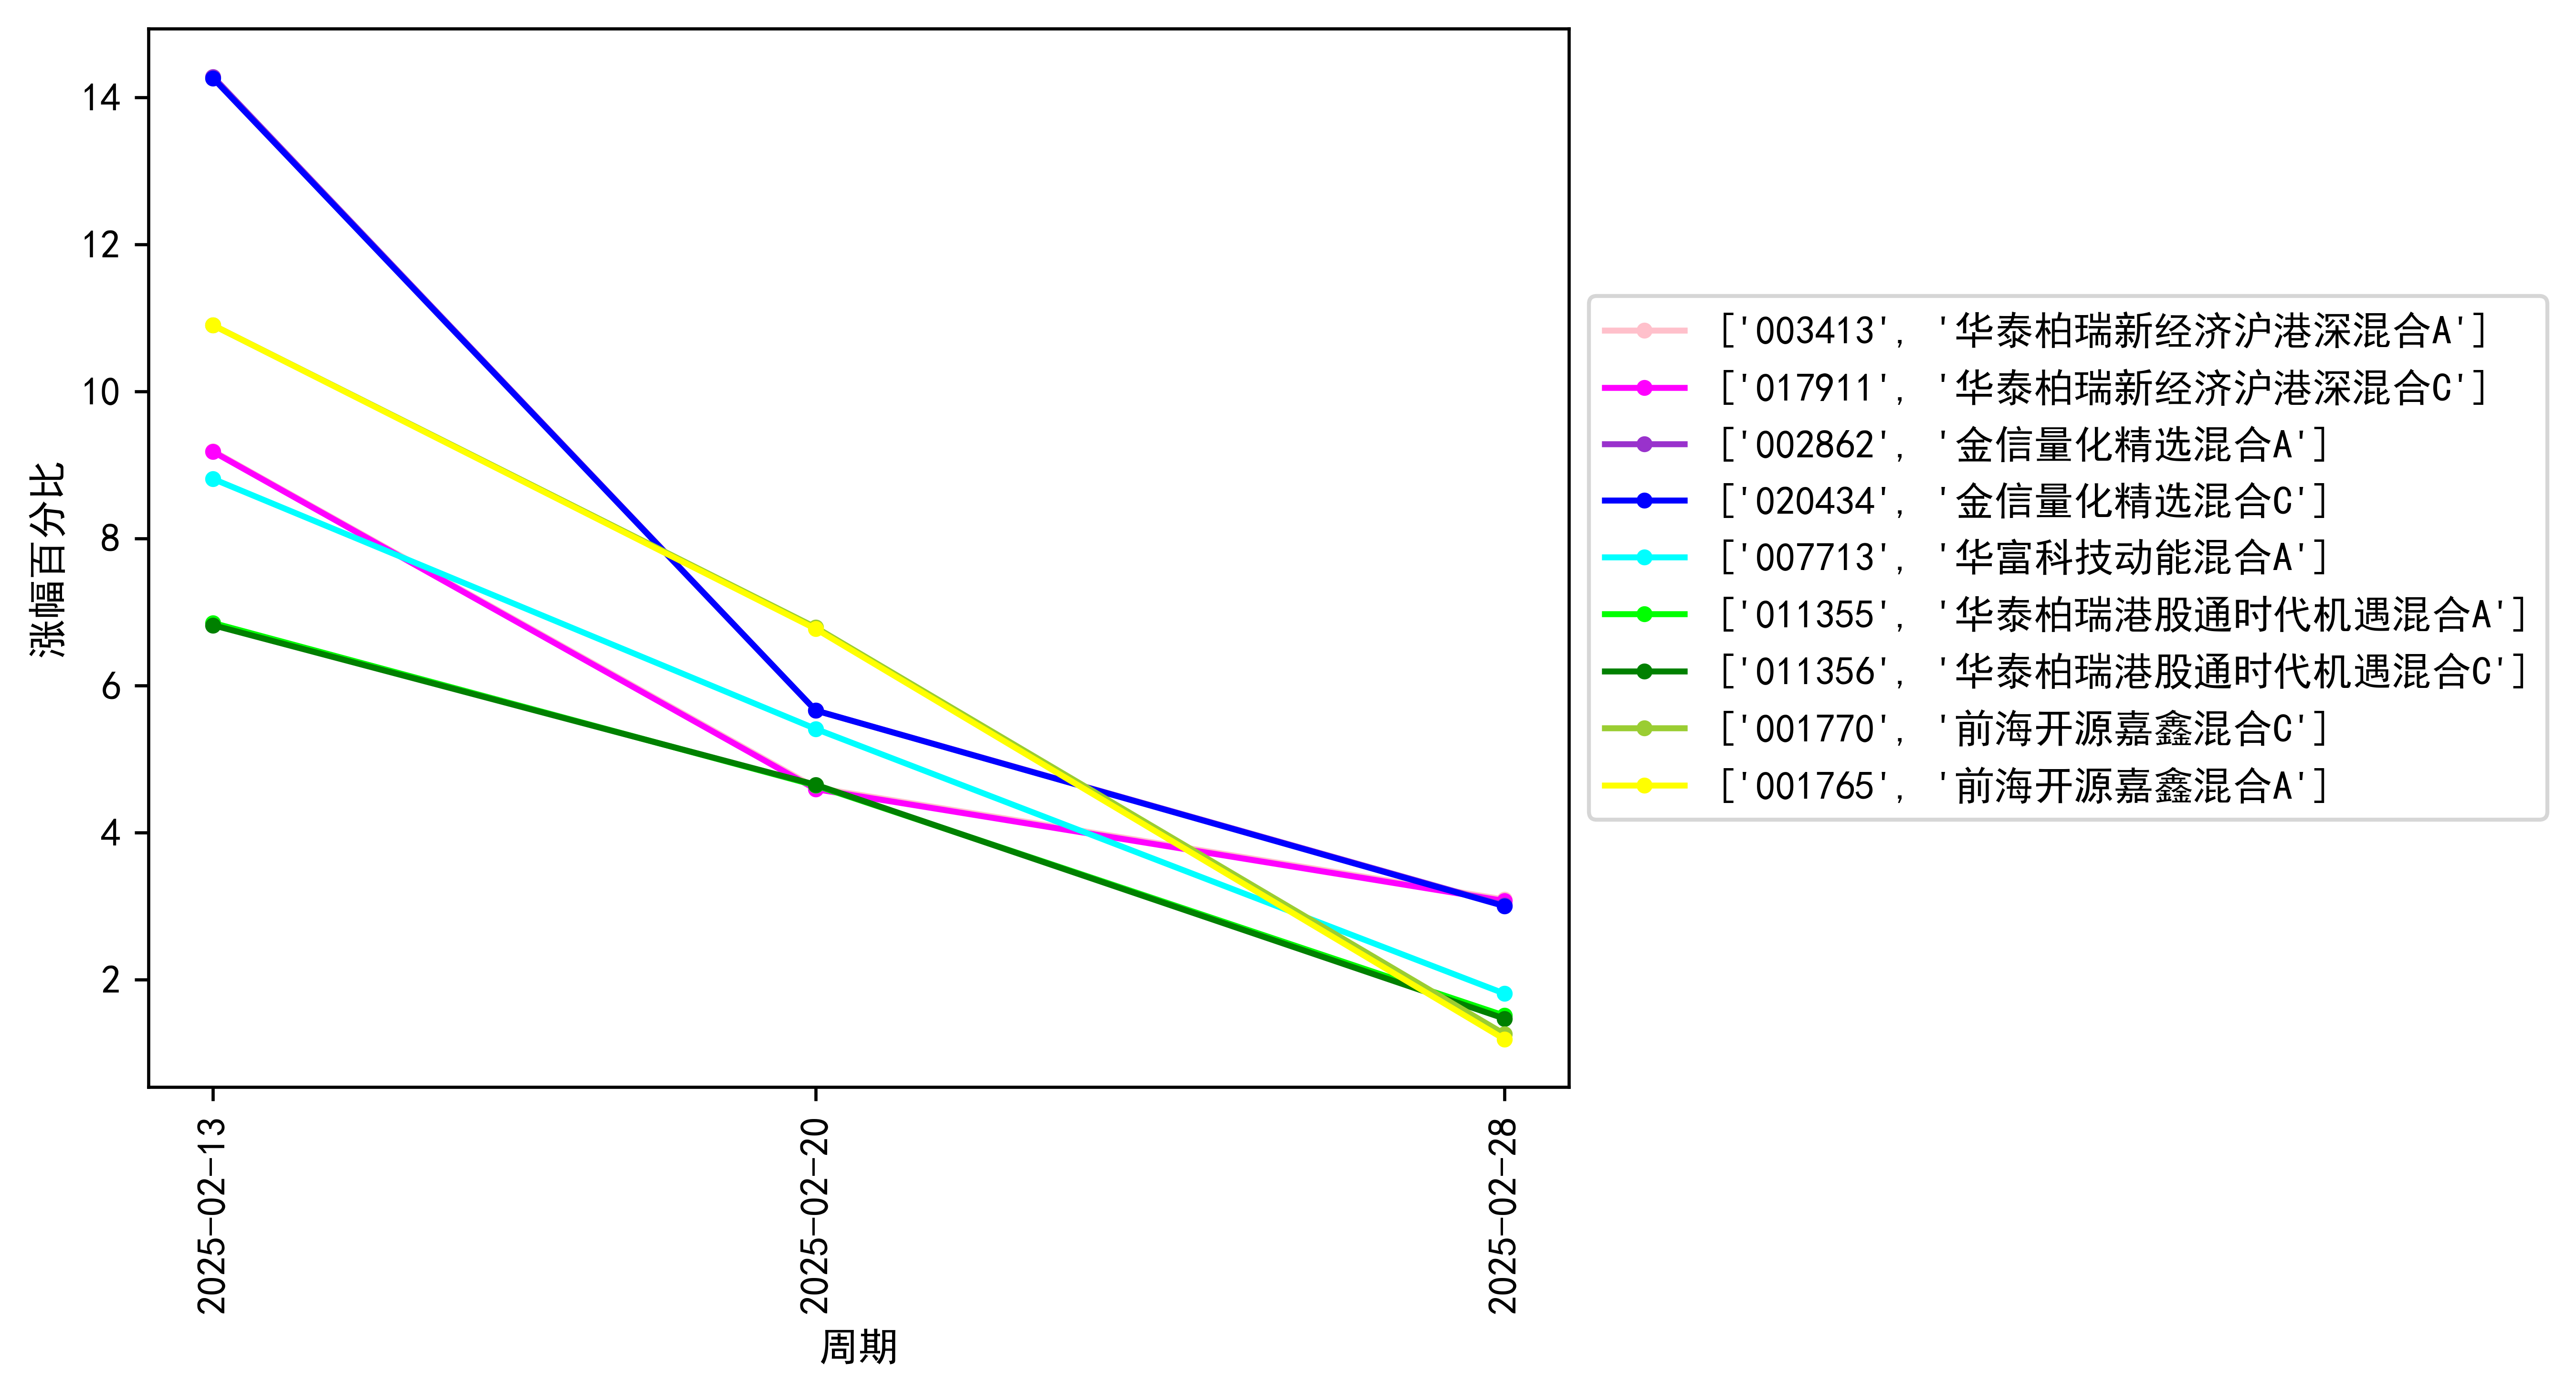 14
12
10
8
6
4
2
涨幅百分比
2025-02-13
2025-02-20
2025-02-28
周期
['003413', '华泰柏瑞新经济沪港深混合A']
['017911', '华泰柏瑞新经济沪港深混合C']
['002862', '金信量化精选混合A']
['020434', '金信量化精选混合C']
['007713', '华富科技动能混合A']
['011355', '华泰柏瑞港股通时代机遇混合A']
['011356', '华泰柏瑞港股通时代机遇混合C']
['001770', '前海开源嘉鑫混合C']
['001765', '前海开源嘉鑫混合A']